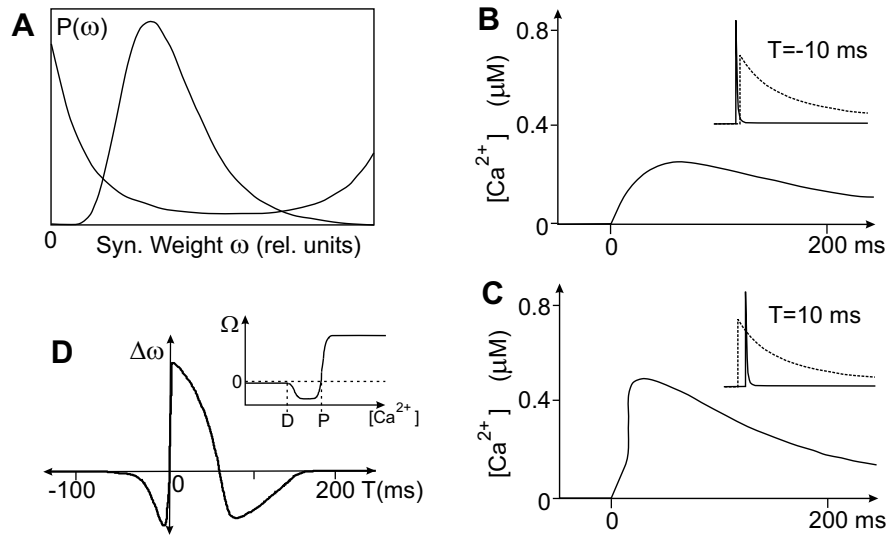 A
P(ω)
0
Syn. Weight ω (rel. units)
B
0.8
0.4
0
[Ca2+] (μM)
T=-10 ms
0
200 ms
C
0.8
0.4
0
[Ca2+] (μM)
T=10 ms
0
200 ms
D
Δω
-100
0
200
T(ms)
Ω
0
D
P
[Ca2+]